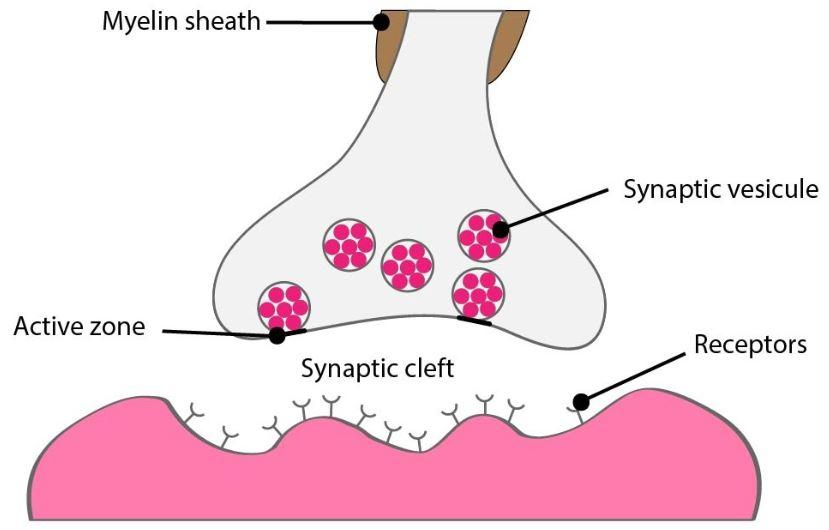 Myelin sheath
Synaptic vesicule
Active zone
Synaptic cleft
Receptors